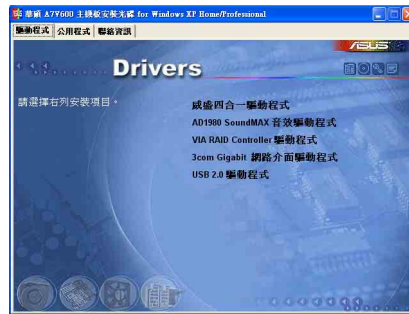 華碩 A7V600 主機板安裝光碟 for Windows XP Home/Professional
驅動程式 公用程式 聯絡資訊
ASUS
Drivers
請選擇右列安裝項目。
威盛四合一驅動程式
AD1980 SoundMAX 音效驅動程式
VIA RAID Controller 驅動程式
3com Gigabit 網路介面驅動程式
USB 2.0 驅動程式